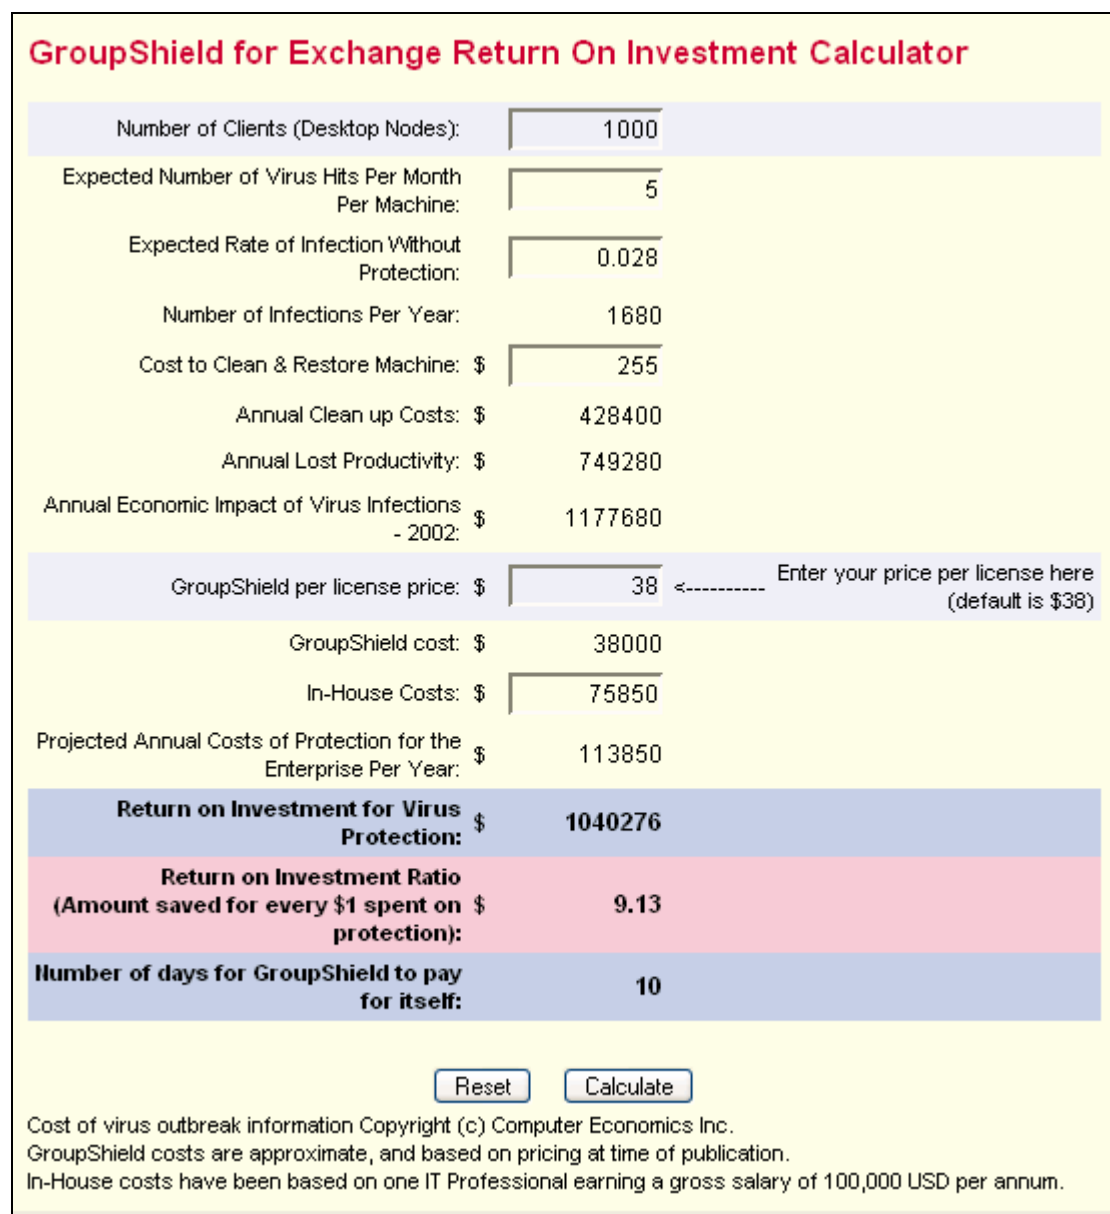 GroupShield for Exchange Return On Investment Calculator
Number of Clients (Desktop Nodes): 1000
Expected Number of Virus Hits Per Month
Per Machine: 5
Expected Rate of Infection Without
Protection: 0.028
Number of Infections Per Year: 1680
Cost to Clean & Restore Machine: $ 255
Annual Clean up Costs: $ 428400
Annual Lost Productivity: $ 749280
Annual Economic Impact of Virus Infections
- 2002: $ 1177680
GroupShield per license price: $ 38 <---------- Enter your price per license here
(default is $38)
GroupShield cost: $ 38000
In-House Costs: $ 75850
Projected Annual Costs of Protection for the
Enterprise Per Year: $ 113850
Return on Investment for Virus
Protection: $ 1040276
Return on Investment Ratio
(Amount saved for every $1 spent on $ 9.13
protection):
Number of days for GroupShield to pay
for itself: 10
Reset Calculate
Cost of virus outbreak information Copyright (c) Computer Economics Inc.
GroupShield costs are approximate, and based on pricing at time of publication.
In-House costs have been based on one IT Professional earning a gross salary of 100,000 USD per annum.